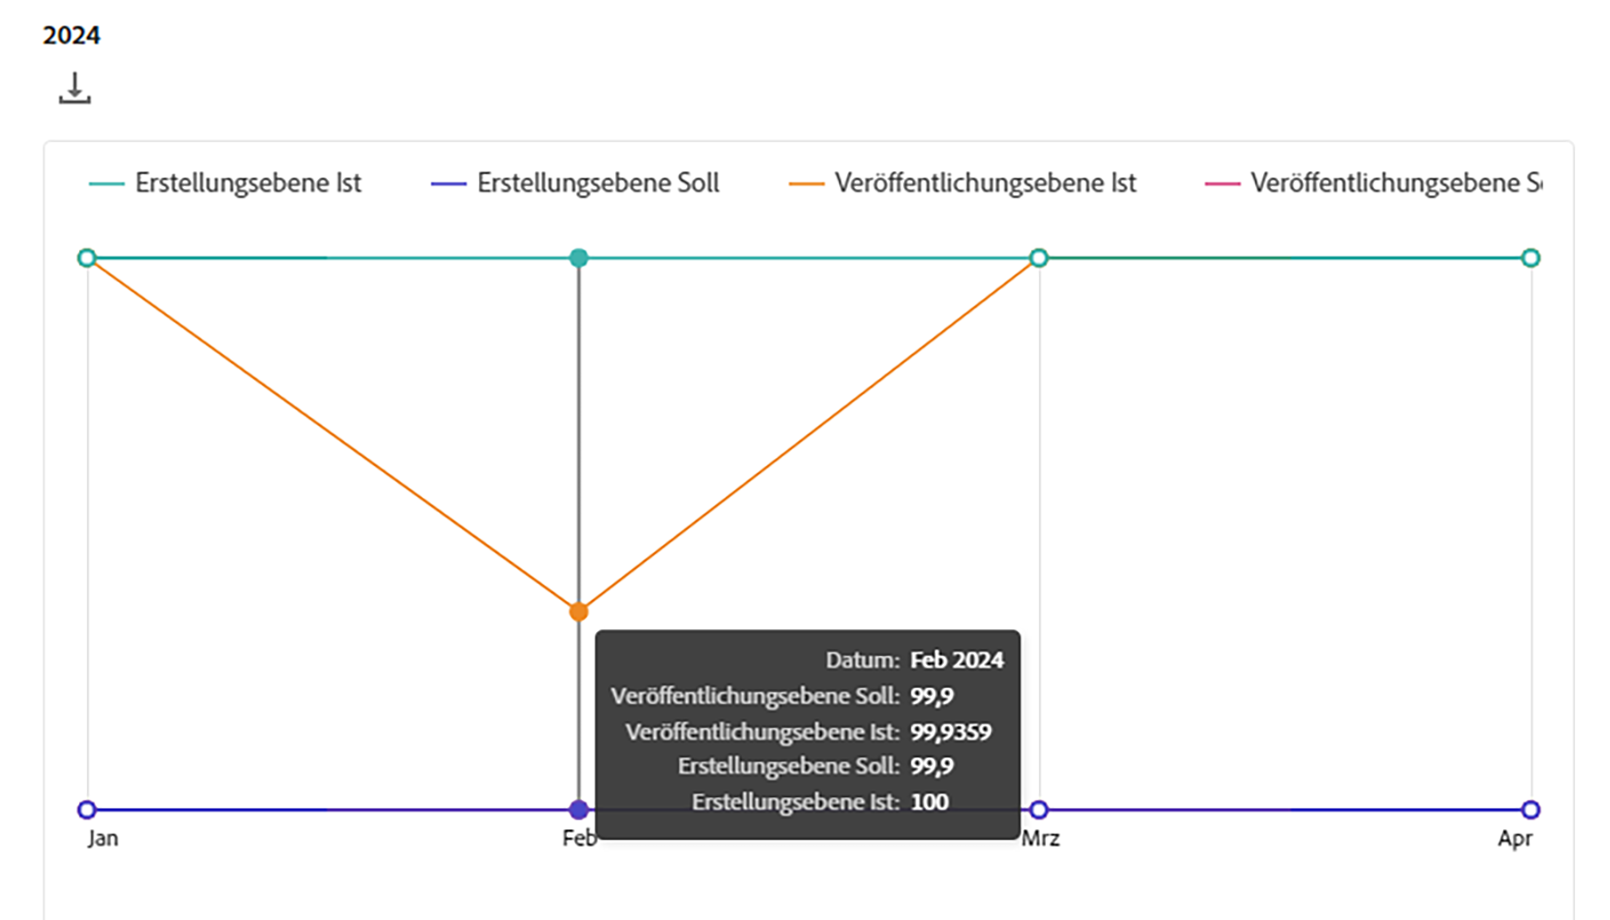 2024
Erstellungsebene Ist Erstellungsebene Soll Veröffentlichungsebene Ist Veröffentlichungsebene
Datum: Feb 2024
Veröffentlichungsebene Soll: 99,9
Veröffentlichungsebene Ist: 99,9359
Erstellungsebene Soll: 99,9
Erstellungsebene Ist: 100
Jan Feb Mrz Apr